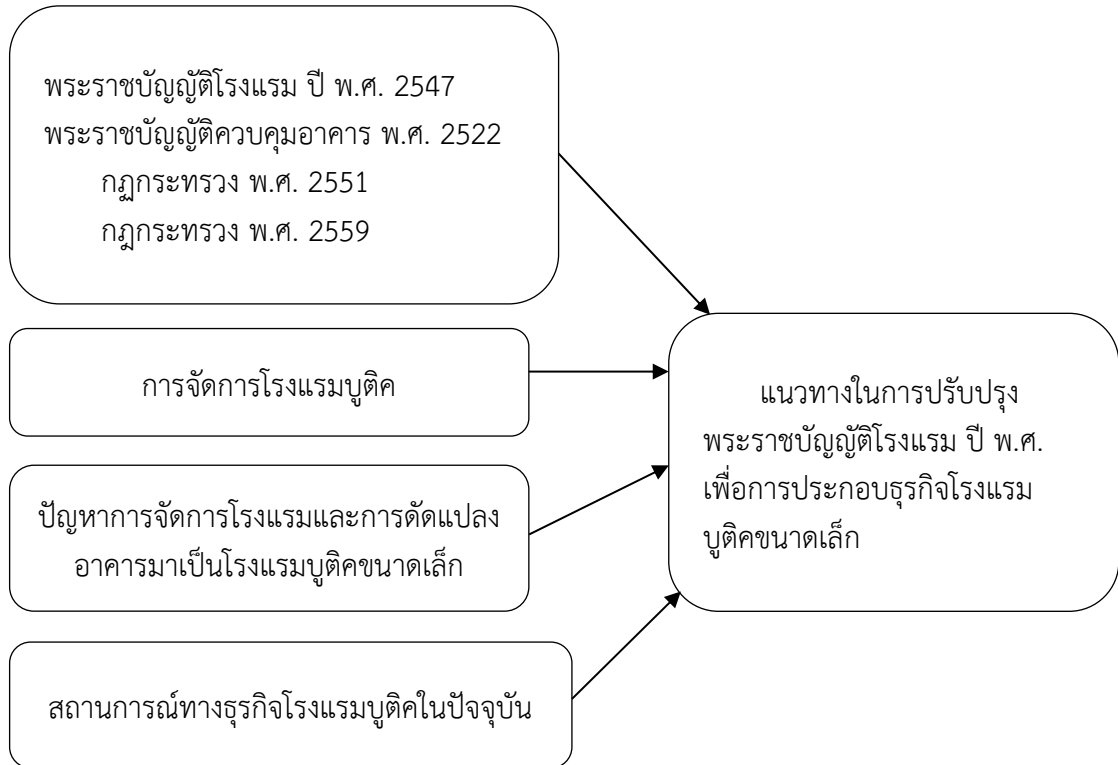 พระราชบัญญัติโรงแรม ปี พ.ศ. 2547
พระราชบัญญัติควบคุมอาคาร พ.ศ. 2522
กฎกระทรวง พ.ศ. 2551
กฎกระทรวง พ.ศ. 2559
การจัดการโรงแรมบูติค
ปัญหาการจัดการโรงแรมและการดัดแปลง
อาคารมาเป็นโรงแรมบูติคขนาดเล็ก
สถานการณ์ทางธุรกิจโรงแรมบูติคในปัจจุบัน
แนวทางในการปรับปรุง
พระราชบัญญัติโรงแรม ปี พ.ศ.
เพื่อการประกอบธุรกิจโรงแรม
บูติคขนาดเล็ก